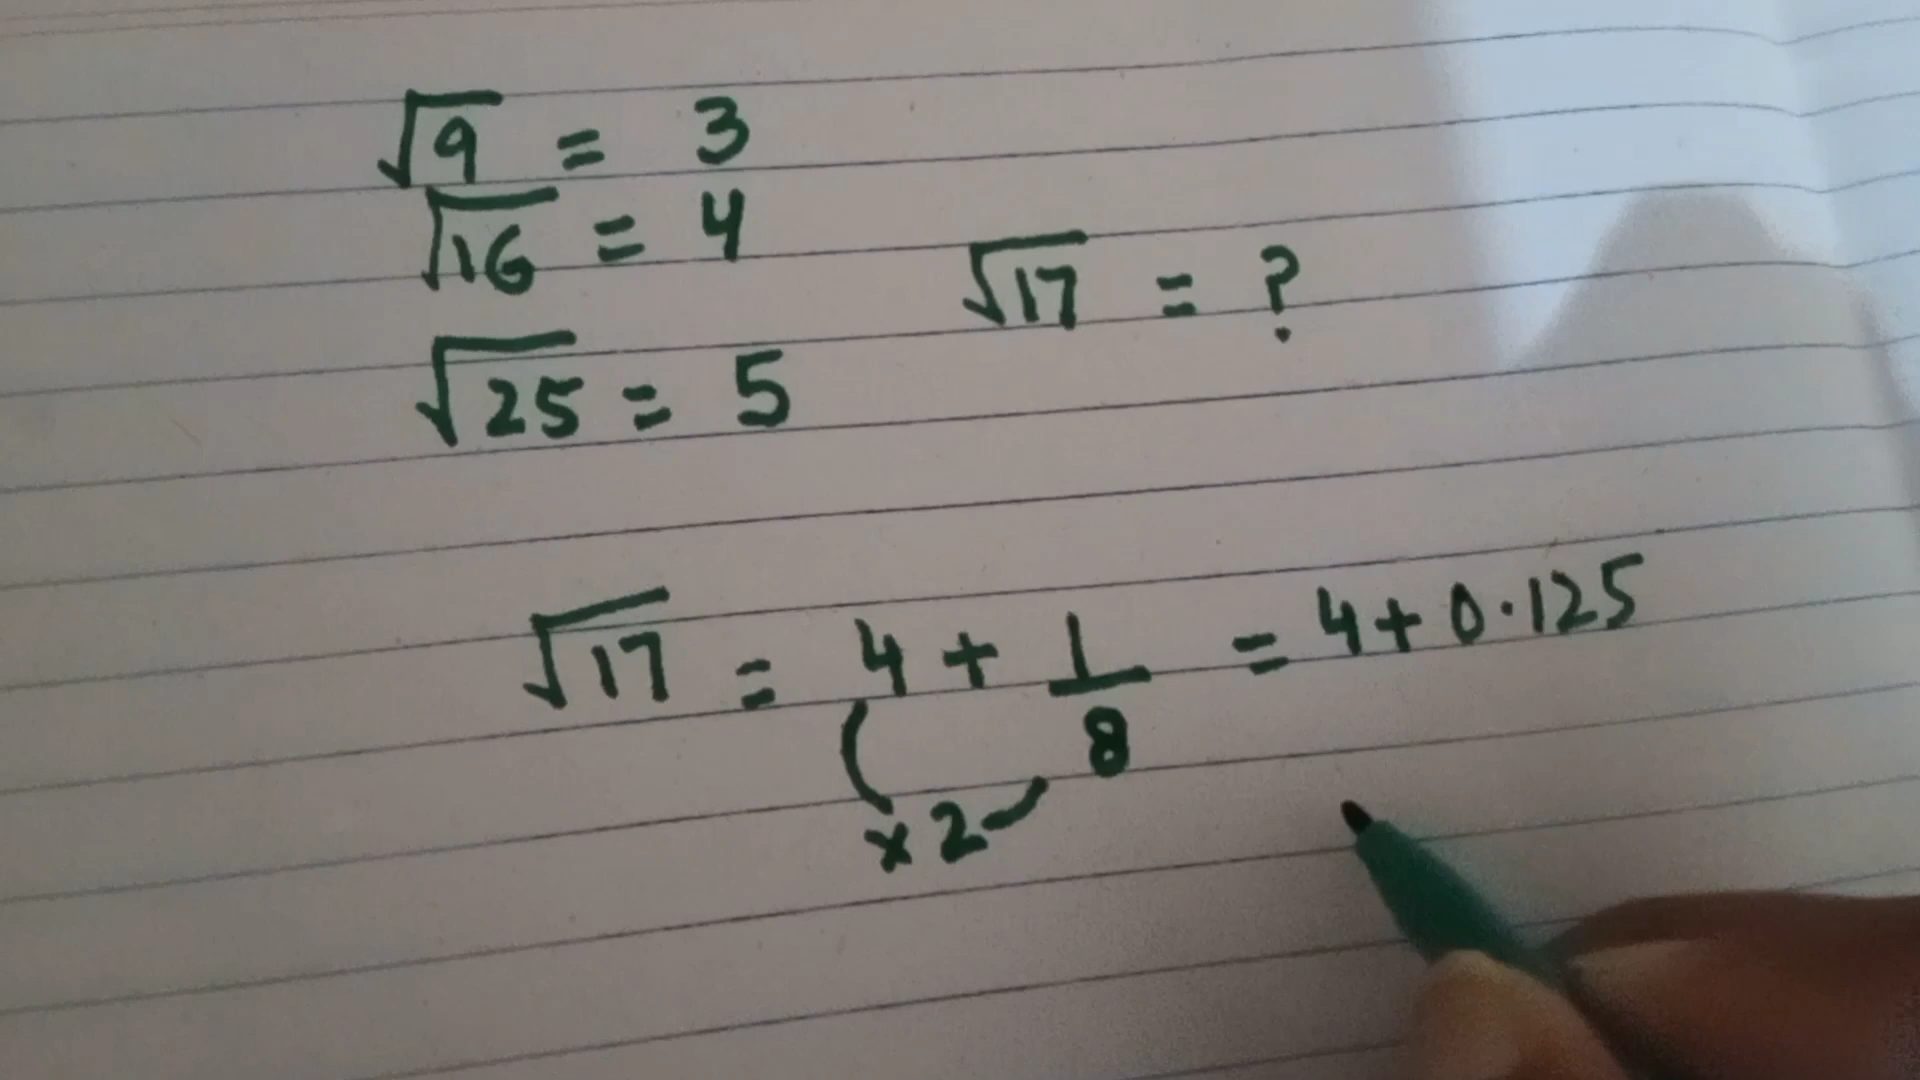 √9 = 3
√16 = 4
√17 = ?
√25 = 5
√17 = 4 + 1/8 = 4 + 0.125
×2